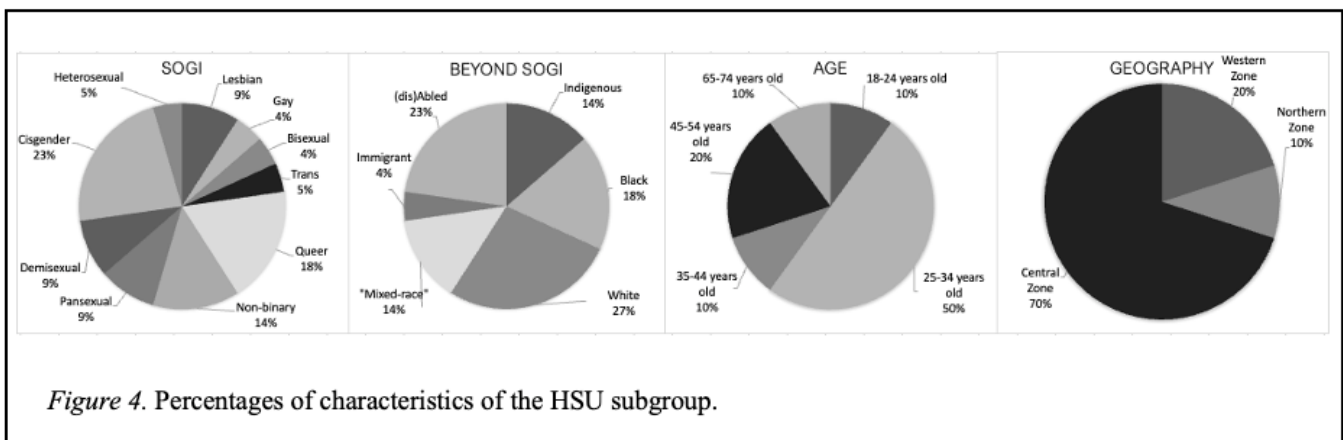 SOGI
Heterosexual
5%
Lesbian
9%
Gay
4%
Bisexual
4%
Trans
5%
Queer
18%
Non-binary
14%
Pansexual
9%
Demisexual
9%
Cisgender
23%
BEYOND SOGI
(dis)Abled
23%
Indigenous
14%
Black
18%
White
27%
"Mixed-race"
14%
Immigrant
4%
AGE
65-74 years old
10%
18-24 years old
10%
25-34 years
old
50%
35-44 years
old
10%
45-54 years
old
20%
GEOGRAPHY
Western
Zone
20%
Northern
Zone
10%
Central
Zone
70%
Figure 4. Percentages of characteristics of the HSU subgroup.